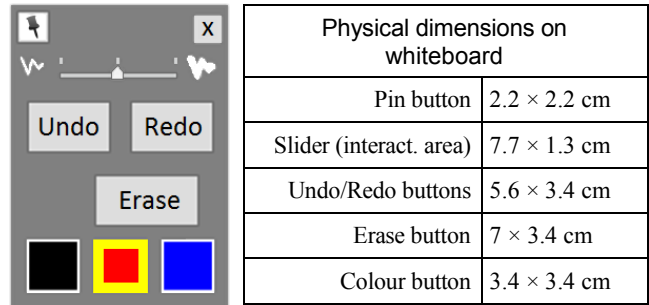 X
Undo Redo
Erase
Physical dimensions on
whiteboard
Pin button 2.2 × 2.2 cm
Slider (interact. area) 7.7 × 1.3 cm
Undo/Redo buttons 5.6 × 3.4 cm
Erase button 7 × 3.4 cm
Colour button 3.4 × 3.4 cm